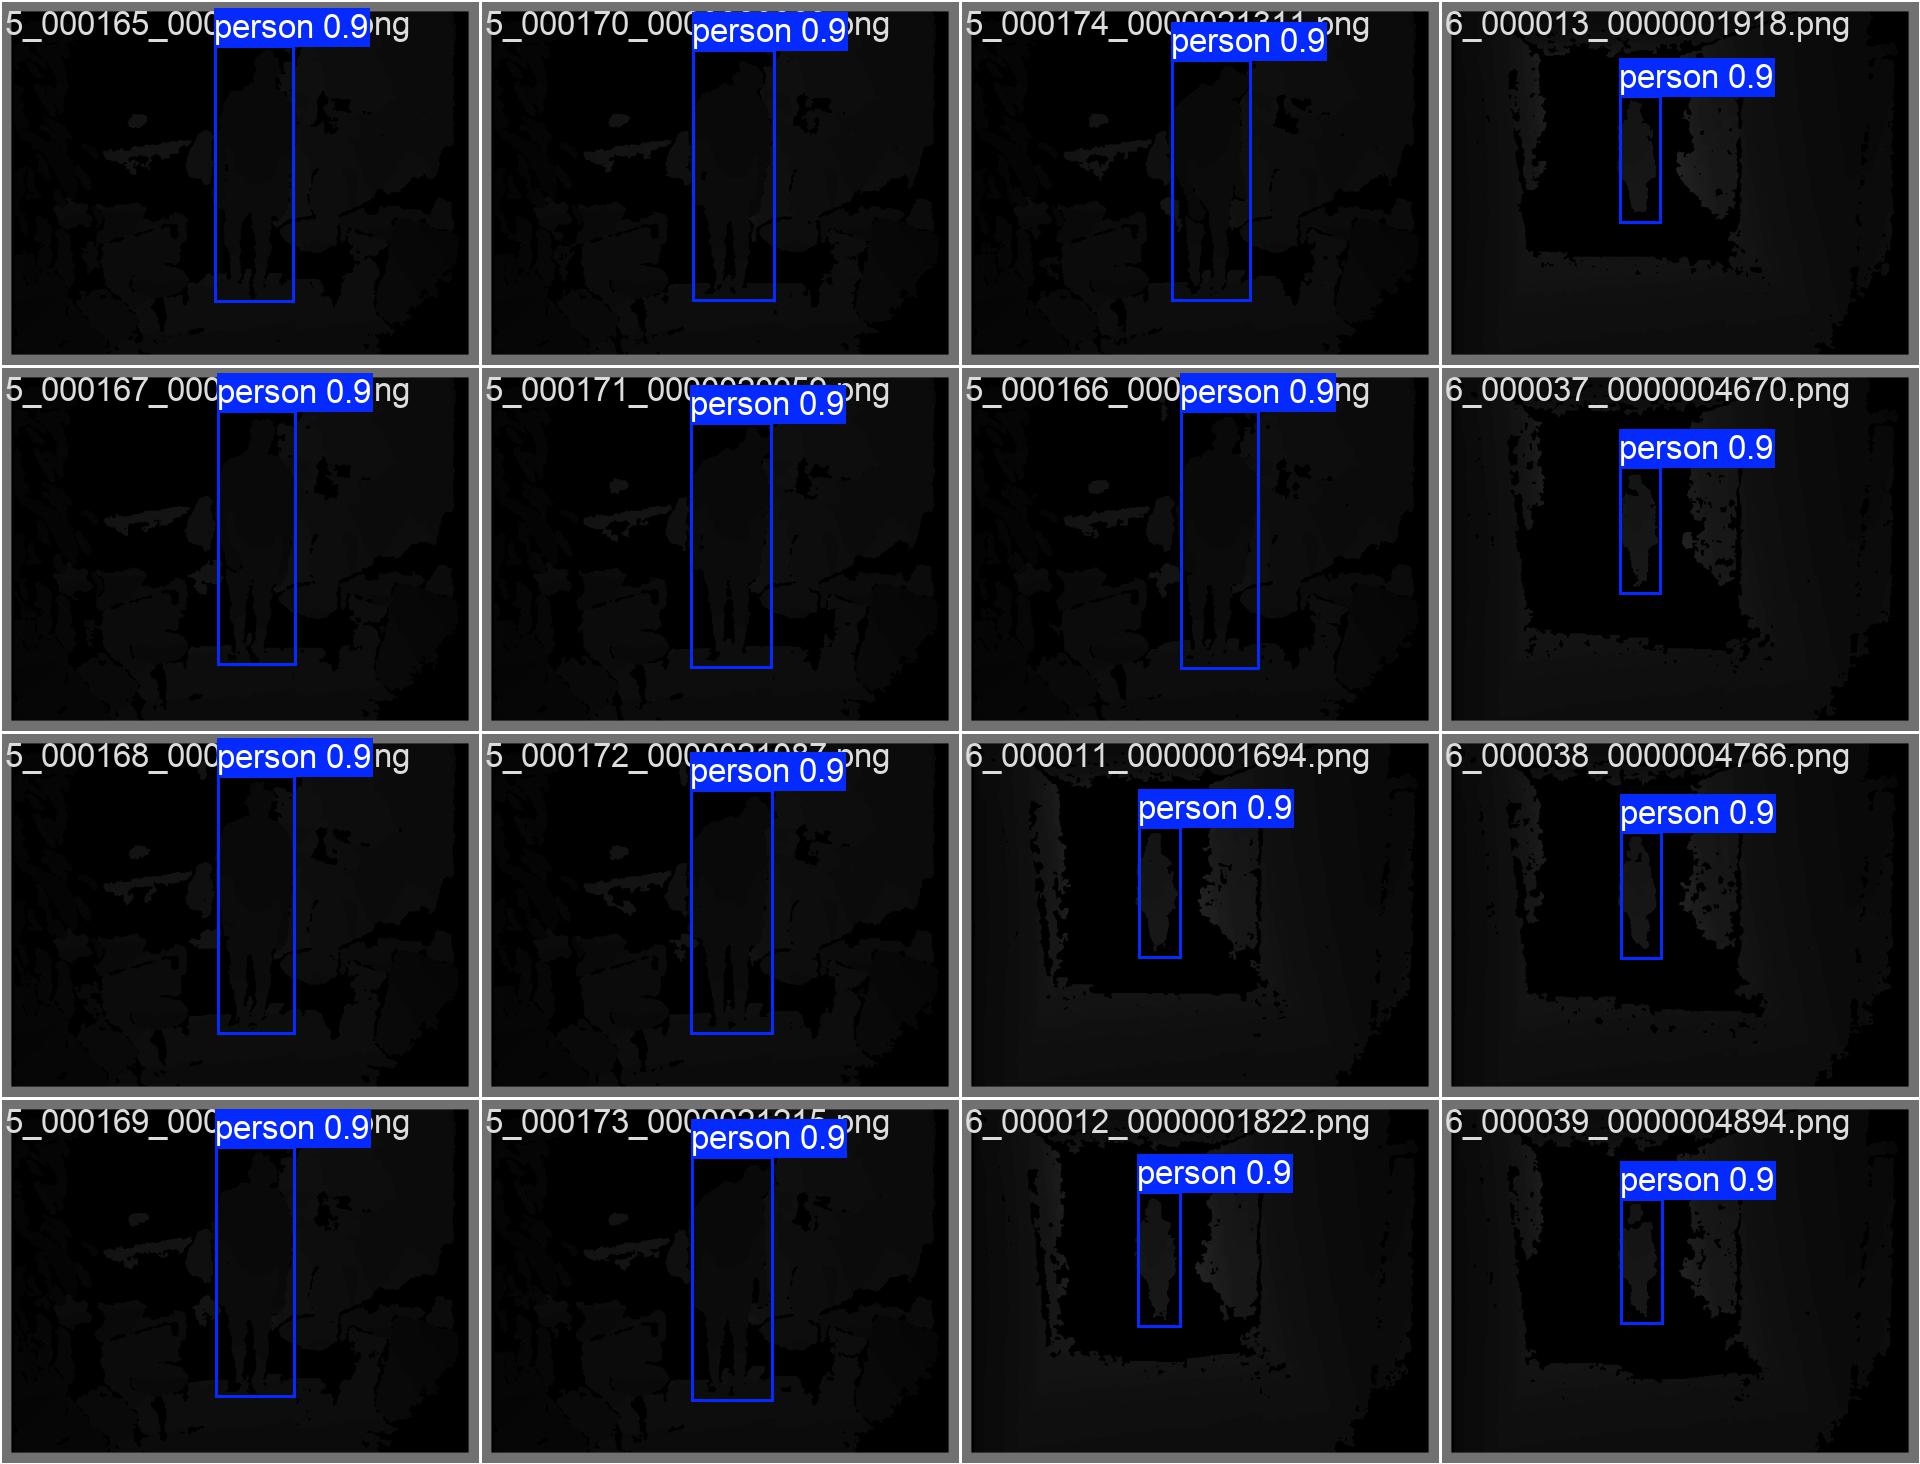 5_000165_000
ng
person 0.9
5_000170_000
png
person 0.9
5_000174_0000021311.png
person 0.9
6_000013_0000001918.png
person 0.9
5_000167_000
ng
person 0.9
5_000171_000
png
person 0.9
5_000166_000
ng
person 0.9
6_000037_0000004670.png
person 0.9
5_000168_000
ng
person 0.9
5_000172_0000021087.png
person 0.9
6_000011_0000001694.png
person 0.9
6_000038_0000004766.png
person 0.9
5_000169_000
ng
person 0.9
5_000173_0000021215.png
person 0.9
6_000012_0000001822.png
person 0.9
6_000039_0000004894.png
person 0.9